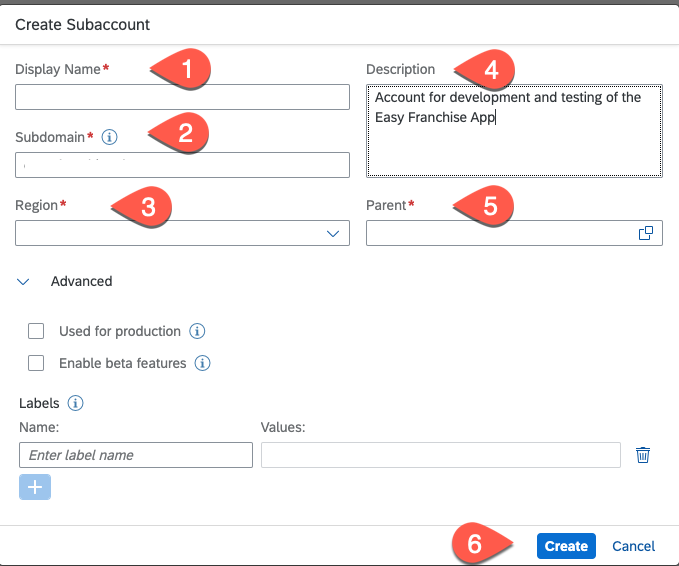 Create Subaccount
Display Name*
1
Description
4
Account for development and testing of the
Easy Franchise App
Subdomain*
2
Region*
3
Parent*
5
Advanced
Used for production
Enable beta features
Labels
Name:
Values:
Enter label name
6
Create
Cancel